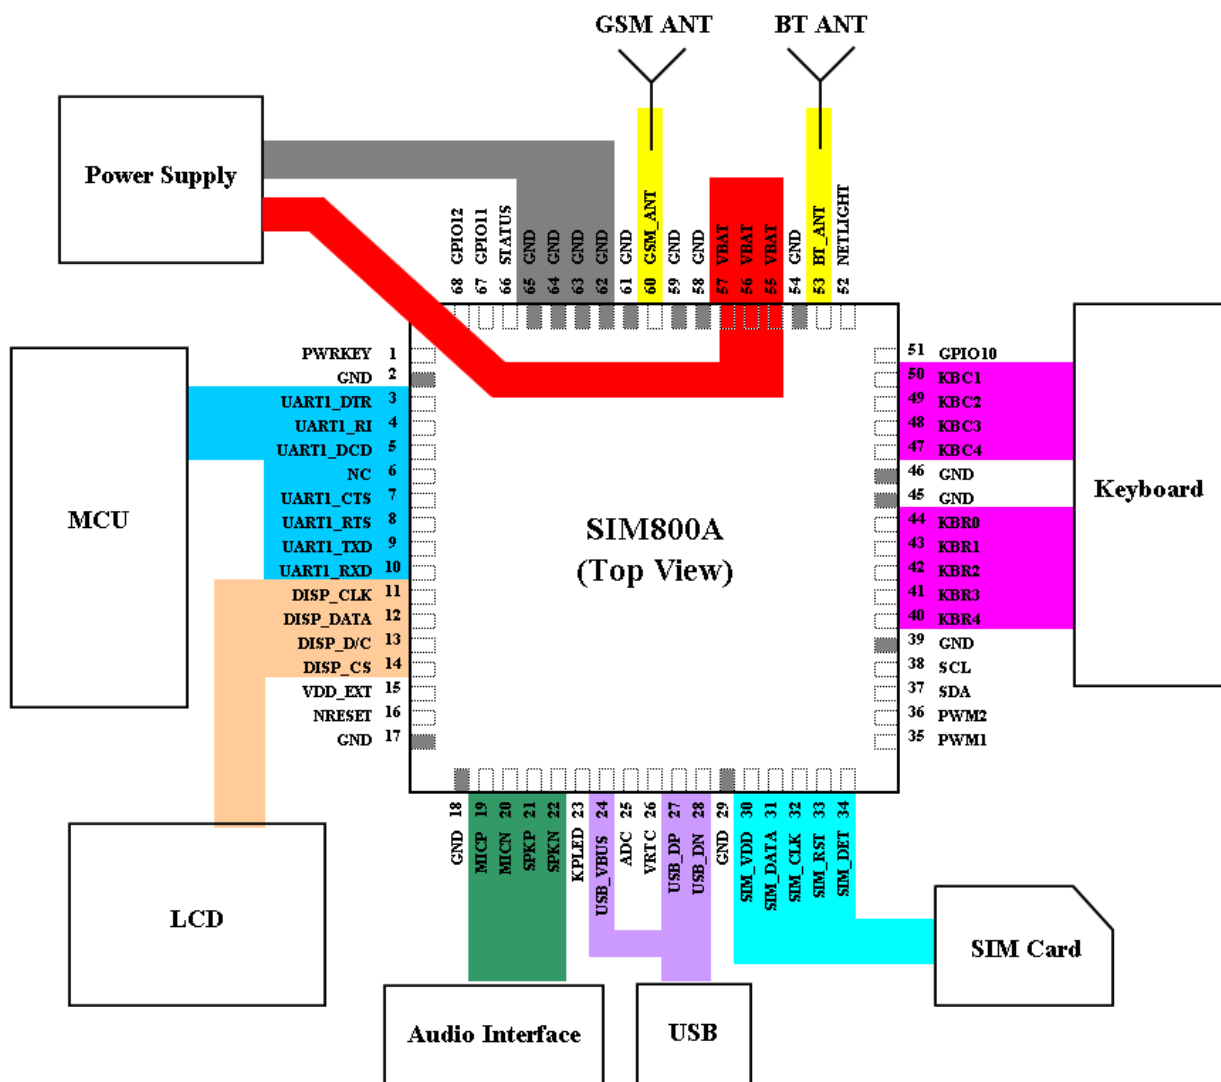 GSM ANT
BT ANT
Power Supply
68 GPIO12
67 GPIO11
66 STATUS
65 GND
64 GND
63 GND
62 GND
61 GND
60 GSM_ANT
59 GND
58 GND
57 VBAT
56 VBAT
55 VBAT
54 GND
53 BT_ANT
52 NETLIGHT
MCU
PWRKEY 1
GND 2
UART1_DTR 3
UART1_RI 4
UART1_DCD 5
NC 6
UART1_CTS 7
UART1_RTS 8
UART1_TXD 9
UART1_RXD 10
DISP_CLK 11
DISP_DATA 12
DISP_D/C 13
DISP_CS 14
VDD_EXT 15
NRESET 16
GND 17
SIM800A
(Top View)
51 GPIO10
50 KBC1
49 KBC2
48 KBC3
47 KBC4
46 GND
45 GND
44 KBR0
43 KBR1
42 KBR2
41 KBR3
40 KBR4
39 GND
38 SCL
37 SDA
36 PWM2
35 PWM1
Keyboard
GND 18
MICP 19
MICN 20
SPKP 21
SPKN 22
KPLED 23
USB_VBUS 24
ADC 25
VRTC 26
USB_DP 27
USB_DN 28
GND 29
SIM_VDD 30
SIM_DATA 31
SIM_CLK 32
SIM_RST 33
SIM_DET 34
LCD
SIM Card
Audio Interface
USB